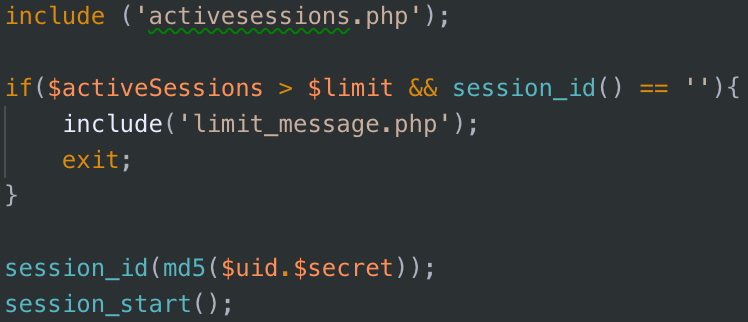 include ('activesessions.php');
if($activeSessions > $limit && session_id() == ''){
include('limit_message.php');
exit;
}
session_id(md5($uid.$secret));
session_start();